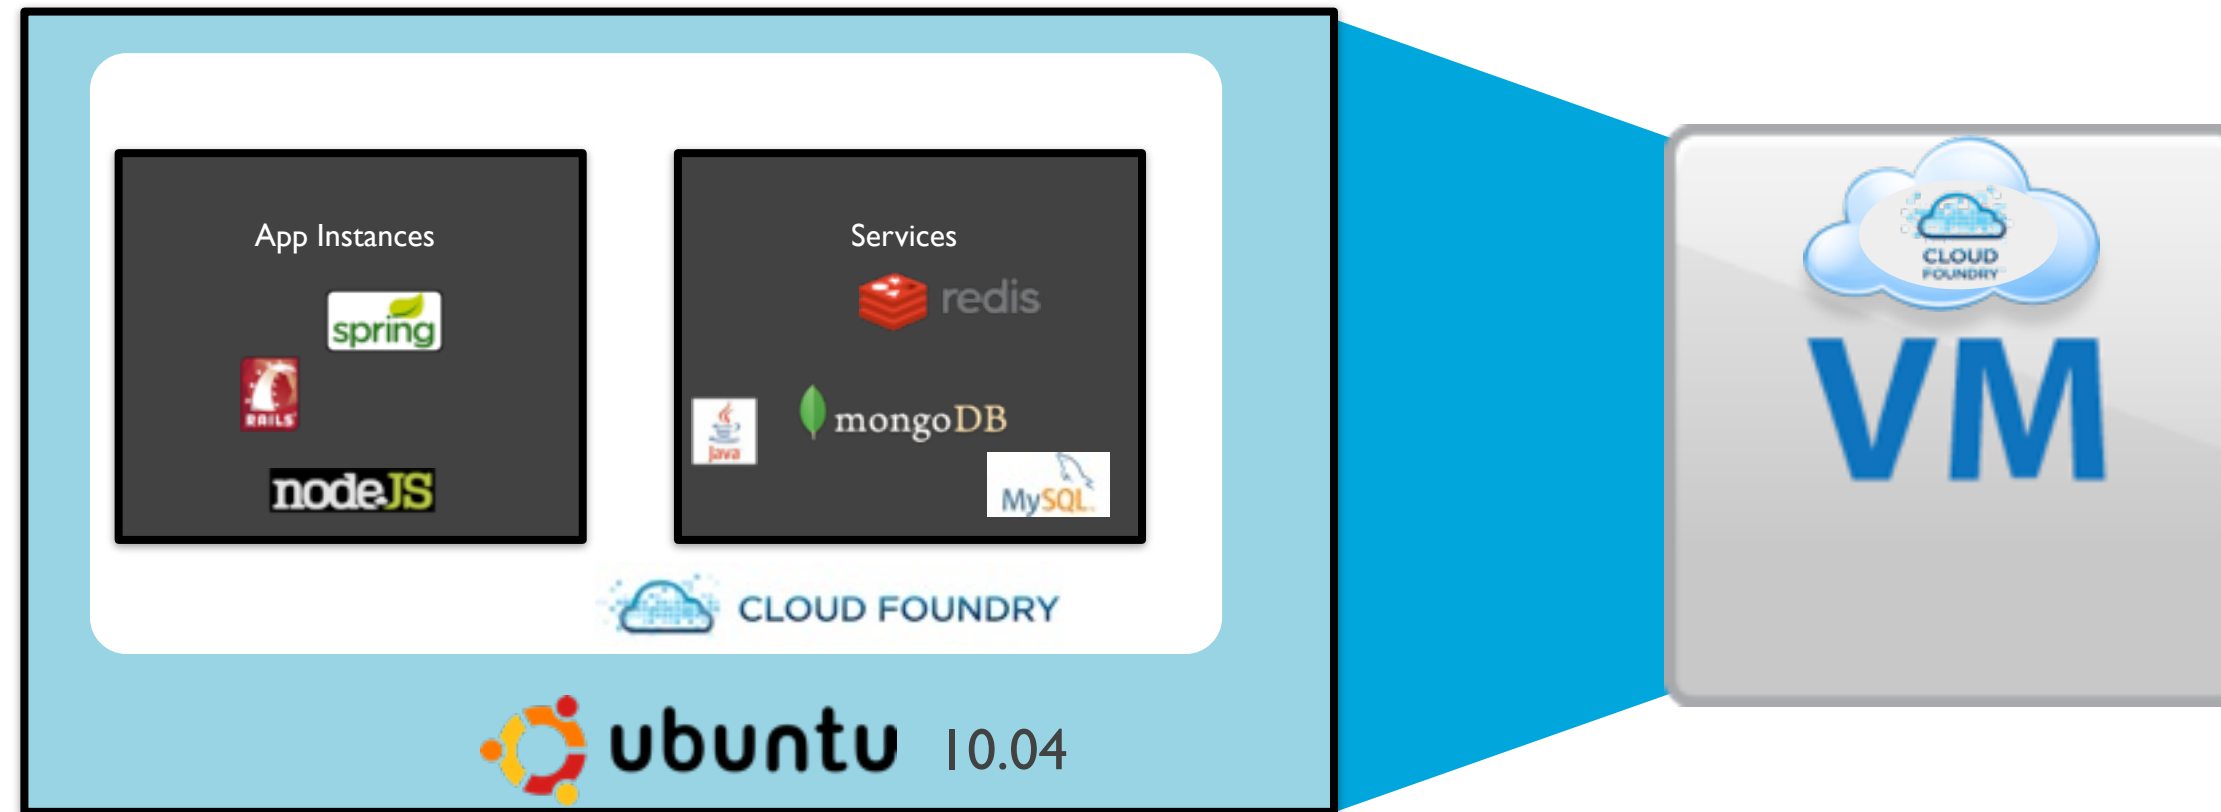 App Instances
spring
RAILS
nodeJS
Services
redis
mongoDB
Java
MySQL
CLOUD FOUNDRY
ubuntu 10.04
CLOUD
FOUNDRY
VM